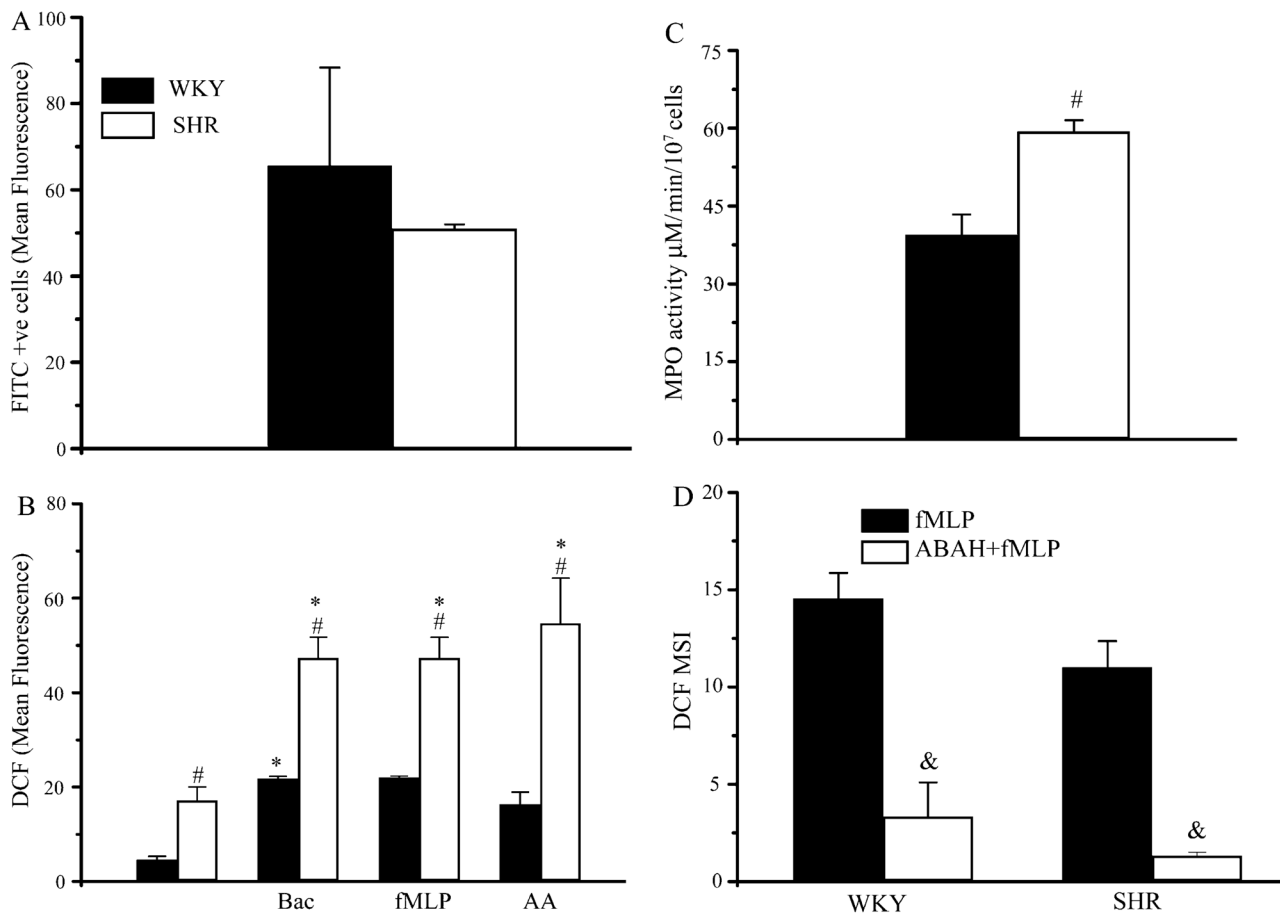 A
FITC +ve cells (Mean Fluorescence)
100
80
60
40
20
0
WKY
SHR
C
MPO activity µM/min/10⁷ cells
75
60
45
30
15
0
#
B
DCF (Mean Fluorescence)
80
60
40
20
0
#
*
*
#
*
#
*
#
Bac fMLP AA
D
DCF MSI
20
15
10
5
0
fMLP
ABAH+fMLP
&
&
WKY SHR